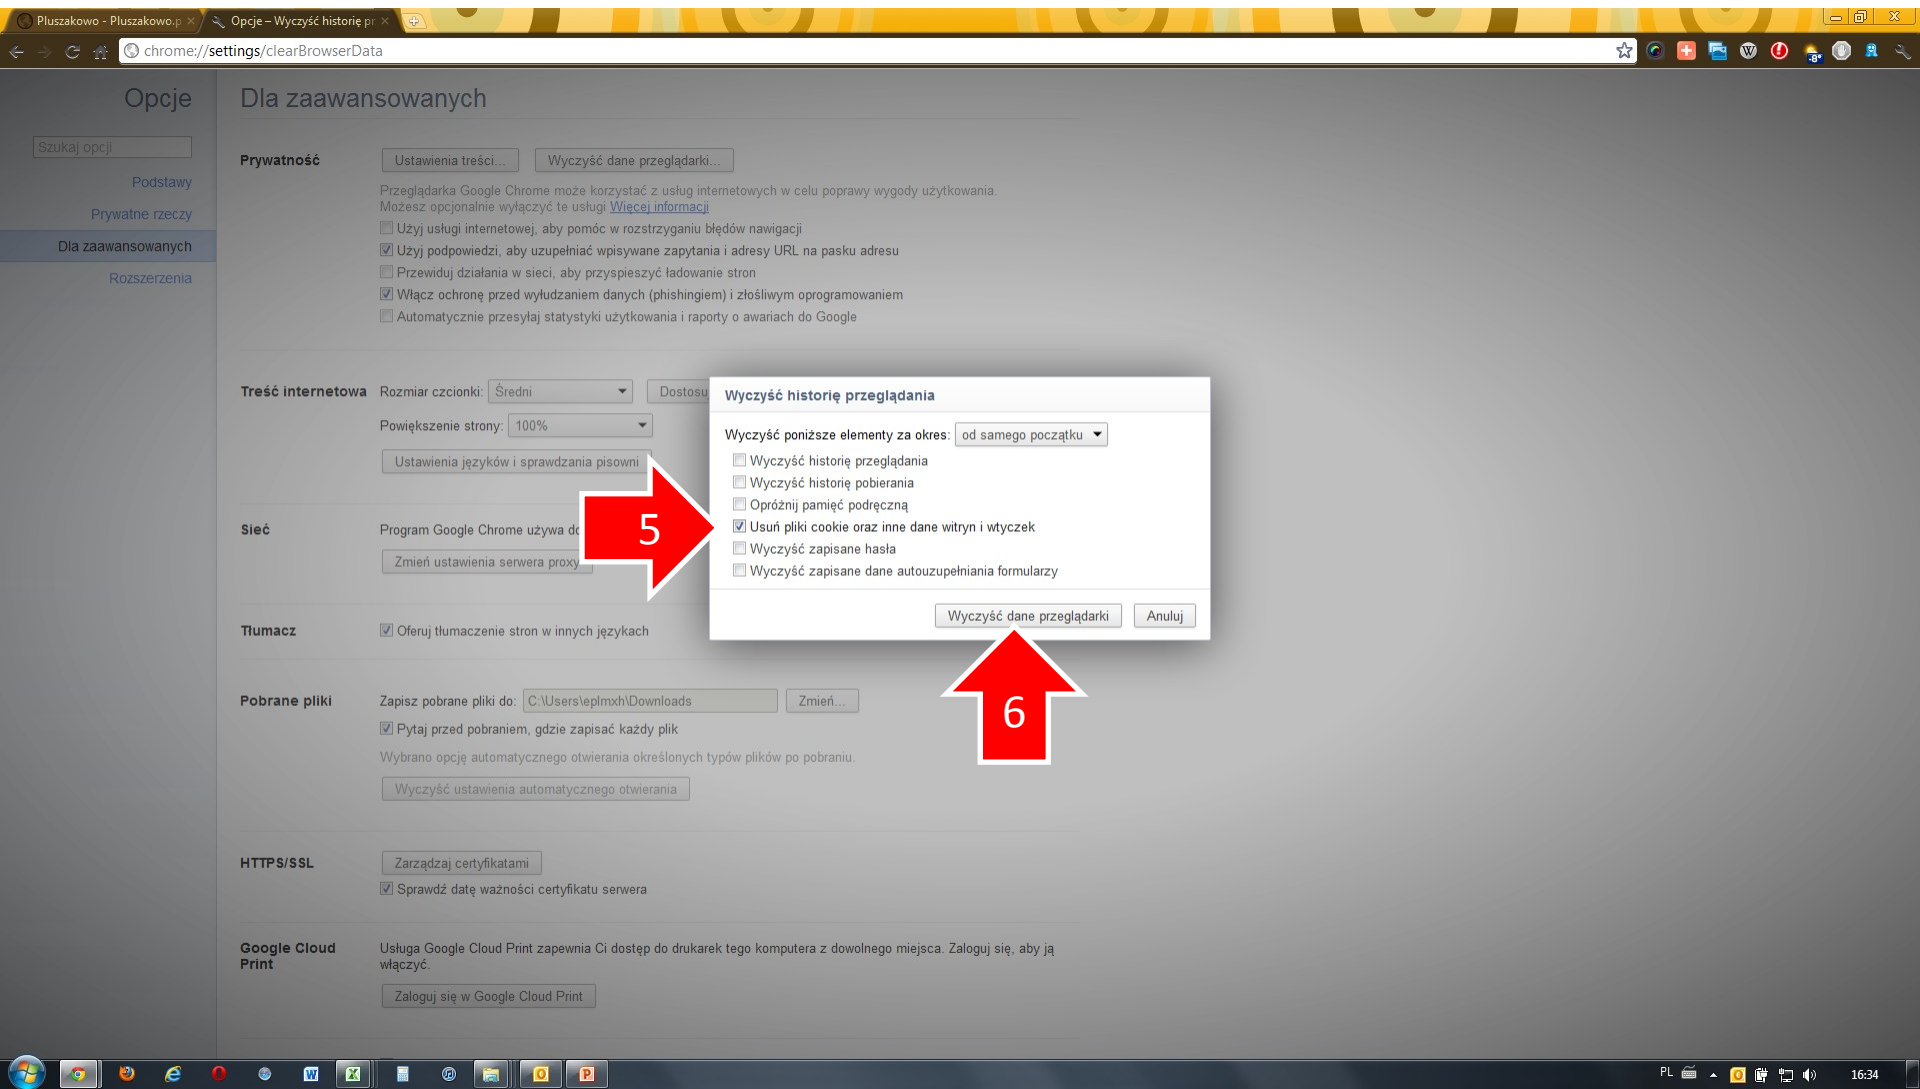 Pluszakowo - Pluszakowo.p
Opcje – Wyczyść historię pr
chrome://settings/clearBrowserData
-8°
Opcje
Szukaj opcji
Podstawy
Prywatne rzeczy
Dla zaawansowanych
Rozszerzenia
Dla zaawansowanych
Prywatność
Ustawienia treści...
Wyczyść dane przeglądarki...
Przeglądarka Google Chrome może korzystać z usług internetowych w celu poprawy wygody użytkowania.
Możesz opcjonalnie wyłączyć te usługi Więcej informacji
Użyj usługi internetowej, aby pomóc w rozstrzyganiu błędów nawigacji
Użyj podpowiedzi, aby uzupełniać wpisywane zapytania i adresy URL na pasku adresu
Przewiduj działania w sieci, aby przyspieszyć ładowanie stron
Włącz ochronę przed wyłudzaniem danych (phishingiem) i złośliwym oprogramowaniem
Automatycznie przesyłaj statystyki użytkowania i raporty o awariach do Google
Treść internetowa
Rozmiar czcionki: Średni
Dostosu
Powiększenie strony: 100%
Ustawienia języków i sprawdzania pisowni
Sieć
Program Google Chrome używa do
Zmień ustawienia serwera proxy
Tłumacz
Oferuj tłumaczenie stron w innych językach
Pobrane pliki
Zapisz pobrane pliki do: C:\Users\eplmxh\Downloads
Zmień...
Pytaj przed pobraniem, gdzie zapisać każdy plik
Wybrano opcję automatycznego otwierania określonych typów plików po pobraniu.
Wyczyść ustawienia automatycznego otwierania
HTTPS/SSL
Zarządzaj certyfikatami
Sprawdź datę ważności certyfikatu serwera
Google Cloud
Print
Usługa Google Cloud Print zapewnia Ci dostęp do drukarek tego komputera z dowolnego miejsca. Zaloguj się, aby ją
włączyć.
Zaloguj się w Google Cloud Print
Wyczyść historię przeglądania
Wyczyść poniższe elementy za okres: od samego początku
Wyczyść historię przeglądania
Wyczyść historię pobierania
Opróżnij pamięć podręczną
Usuń pliki cookie oraz inne dane witryn i wtyczek
Wyczyść zapisane hasła
Wyczyść zapisane dane autouzupełniania formularzy
Wyczyść dane przeglądarki
Anuluj
5
6
PL
16:34